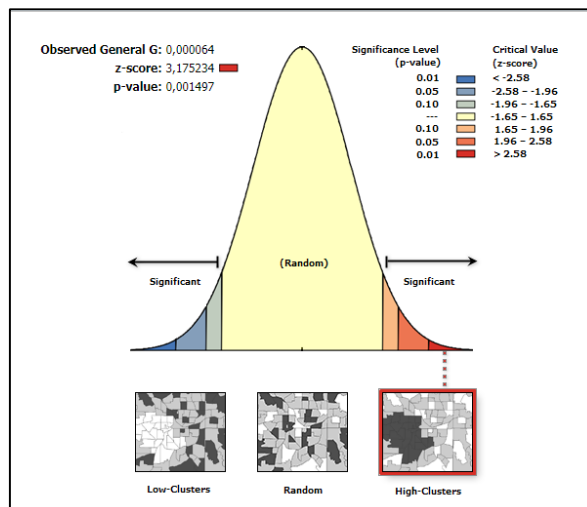 Observed General G: 0,000064
z-score: 3,175234
p-value: 0,001497
Significance Level
(p-value)
Critical Value
(z-score)
0.01 < -2.58
0.05 -2.58 – -1.96
0.10 -1.96 – -1.65
--- -1.65 – 1.65
0.10 1.65 – 1.96
0.05 1.96 – 2.58
0.01 > 2.58
Significant
(Random)
Significant
Low-Clusters
Random
High-Clusters